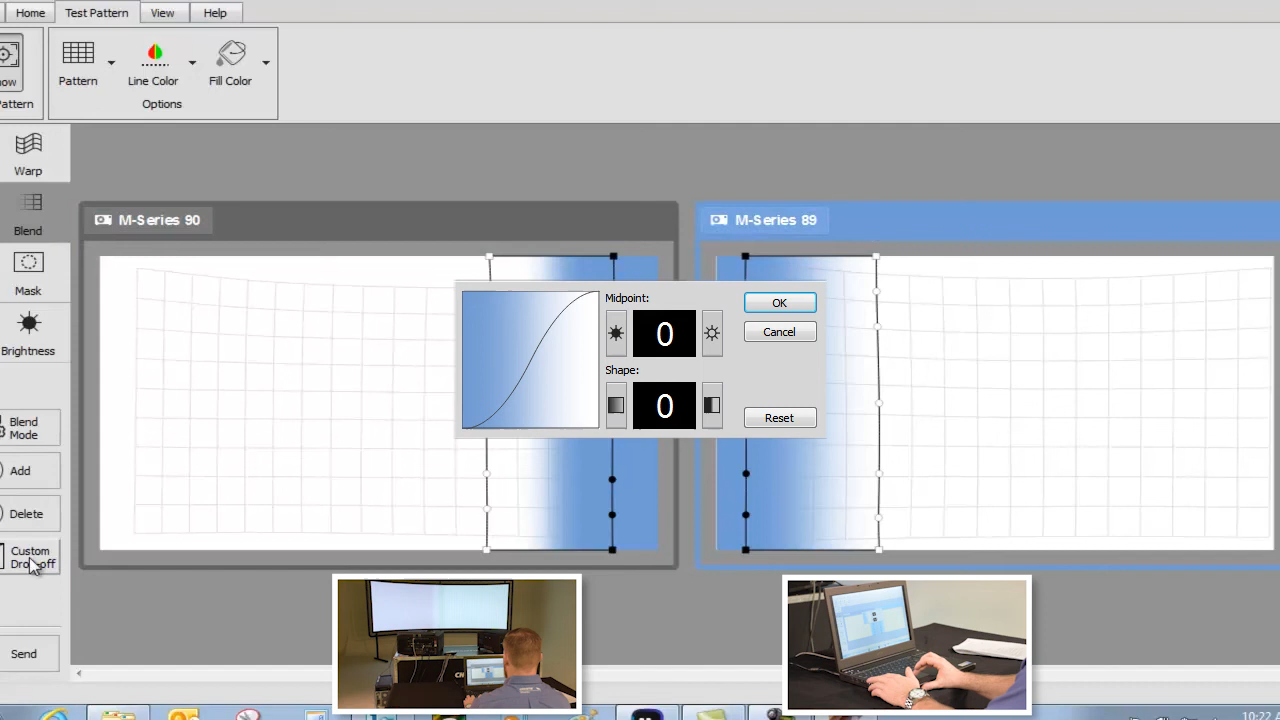 Home Test Pattern View Help
Pattern Line Color Fill Color
Options
Warp
Blend
Mask
Brightness
Blend
Mode
Add
Delete
Custom
Send
M-Series 90
M-Series 89
Midpoint:
0
Shape:
0
OK
Cancel
Reset